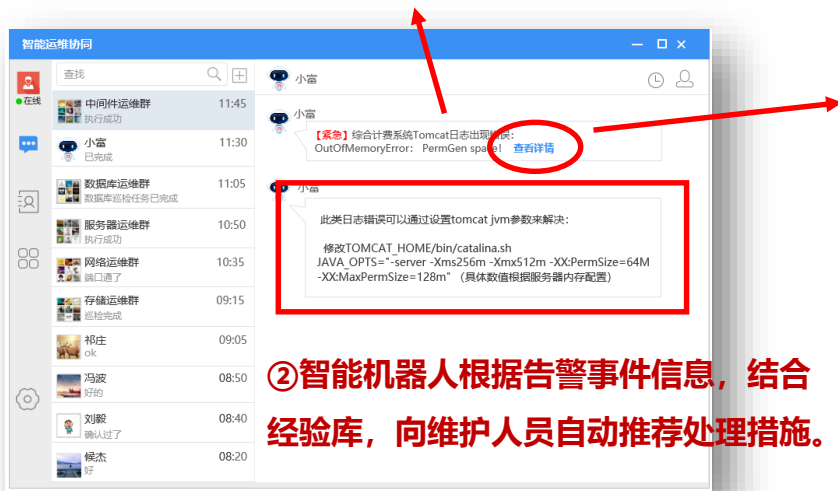 智能运维协同
查找
在线
中间件运维群 11:45
执行成功
小富 11:30
已完成
数据库运维群 11:05
数据库巡检任务已完成
服务器运维群 10:50
执行成功
网络运维群 10:35
端口通了
存储运维群 09:15
巡检完成
祁庄 09:05
ok
冯波 08:50
好的
刘毅 08:40
确认过了
候杰 08:20
好
小富
小富
【紧急】综合计费系统Tomcat日志出现错误:
OutOfMemoryError: PermGen space! 查看详情
小富
此类日志错误可以通过设置tomcat jvm参数来解决:
修改TOMCAT_HOME/bin/catalina.sh
JAVA_OPTS="-server -Xms256m -Xmx512m -XX:PermSize=64M
-XX:MaxPermSize=128m" （具体数值根据服务器内存配置）
②智能机器人根据告警事件信息，结合
经验库，向维护人员自动推荐处理措施。